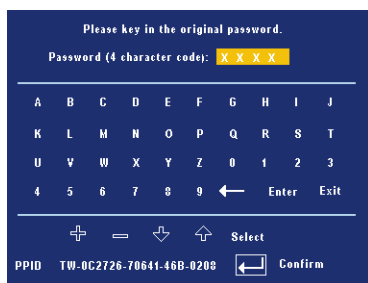 Please key in the original password.
Password (4 character code): X X X X
A B C D E F G H I J
K L M N O P Q R S T
U V W X Y Z 0 1 2 3
4 5 6 7 8 9 ← Enter Exit
Select
PPID TW-0C2726-70641-46B-0208 Confirm